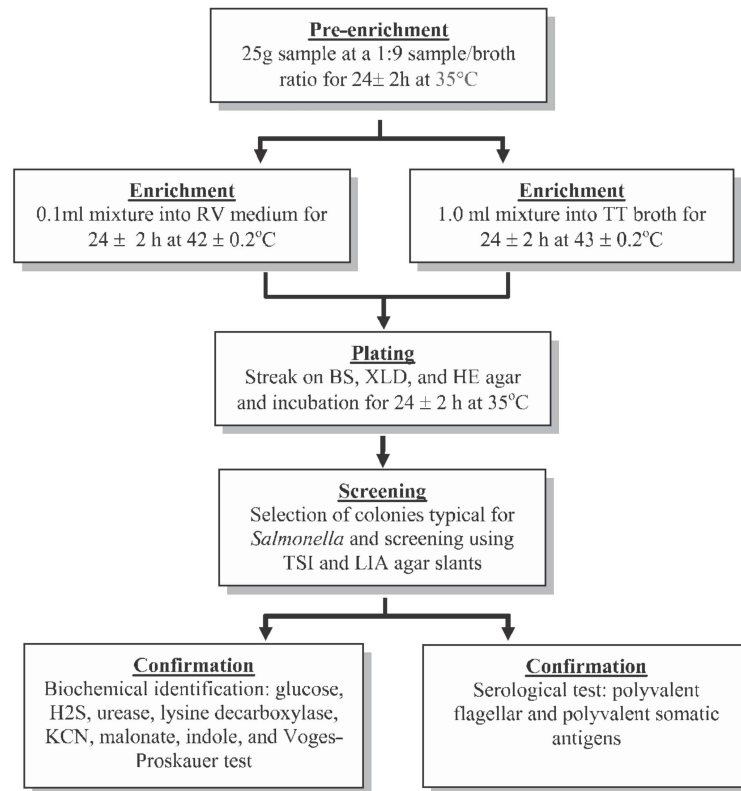 Pre-enrichment
25g sample at a 1:9 sample/broth
ratio for 24± 2h at 35°C
Enrichment
0.1ml mixture into RV medium for
24 ± 2 h at 42 ± 0.2°C
Enrichment
1.0 ml mixture into TT broth for
24 ± 2 h at 43 ± 0.2°C
Plating
Streak on BS, XLD, and HE agar
and incubation for 24 ± 2 h at 35°C
Screening
Selection of colonies typical for
Salmonella and screening using
TSI and LIA agar slants
Confirmation
Biochemical identification: glucose,
H2S, urease, lysine decarboxylase,
KCN, malonate, indole, and Voges–
Proskauer test
Confirmation
Serological test: polyvalent
flagellar and polyvalent somatic
antigens